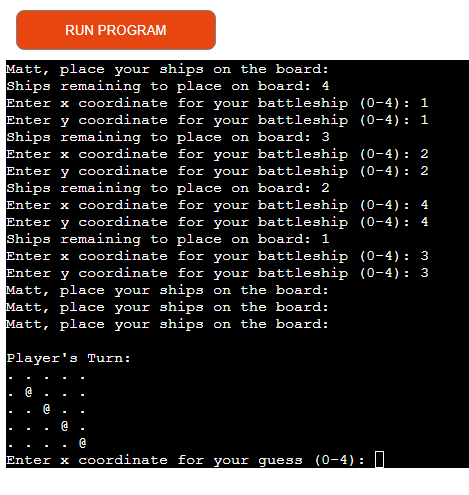 RUN PROGRAM
Matt, place your ships on the board:
Ships remaining to place on board: 4
Enter x coordinate for your battleship (0-4): 1
Enter y coordinate for your battleship (0-4): 1
Ships remaining to place on board: 3
Enter x coordinate for your battleship (0-4): 2
Enter y coordinate for your battleship (0-4): 2
Ships remaining to place on board: 2
Enter x coordinate for your battleship (0-4): 4
Enter y coordinate for your battleship (0-4): 4
Ships remaining to place on board: 1
Enter x coordinate for your battleship (0-4): 3
Enter y coordinate for your battleship (0-4): 3
Matt, place your ships on the board:
Matt, place your ships on the board:
Matt, place your ships on the board:
Player's Turn:
. . . . .
. @ . . .
. . @ . .
. . . @ .
. . . . @
Enter x coordinate for your guess (0-4):